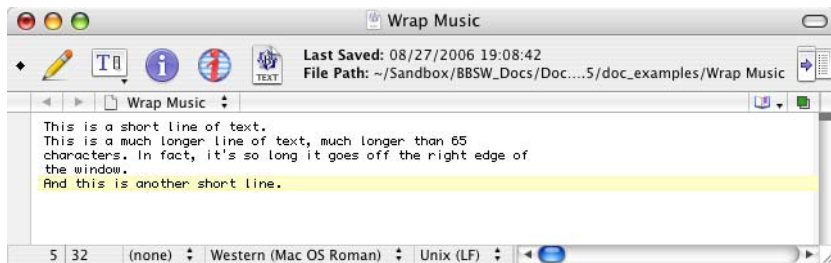 Wrap Music
Last Saved: 08/27/2006 19:08:42
File Path: ~/Sandbox/BBSW_Docs/Doc....5/doc_examples/Wrap Music
TEXT
Wrap Music
This is a short line of text.
This is a much longer line of text, much longer than 65
characters. In fact, it's so long it goes off the right edge of
the window.
And this is another short line.
5 32 (none) Western (Mac OS Roman) Unix (LF)